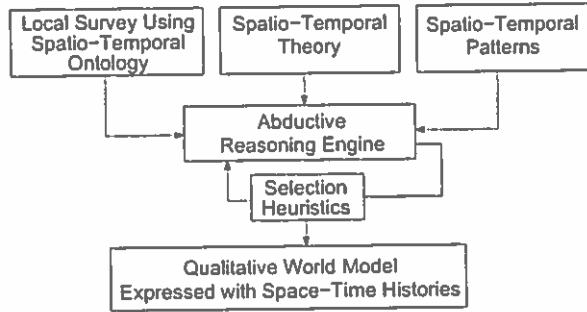 Local Survey Using
Spatio-Temporal
Ontology
Spatio-Temporal
Theory
Spatio-Temporal
Patterns
Abductive
Reasoning Engine
Selection
Heuristics
Qualitative World Model
Expressed with Space-Time Histories